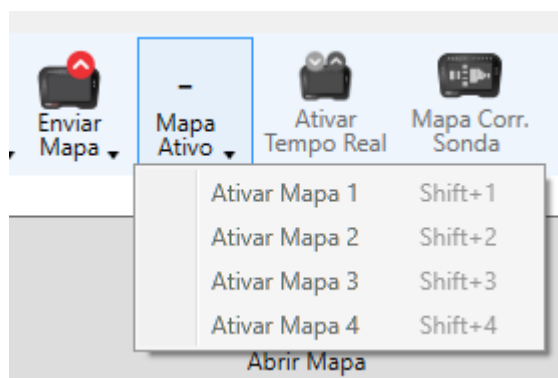 Enviar
Mapa
-
Mapa
Ativo
Ativar
Tempo Real
Mapa Corr.
Sonda
Ativar Mapa 1 Shift+1
Ativar Mapa 2 Shift+2
Ativar Mapa 3 Shift+3
Ativar Mapa 4 Shift+4
Abrir Mapa